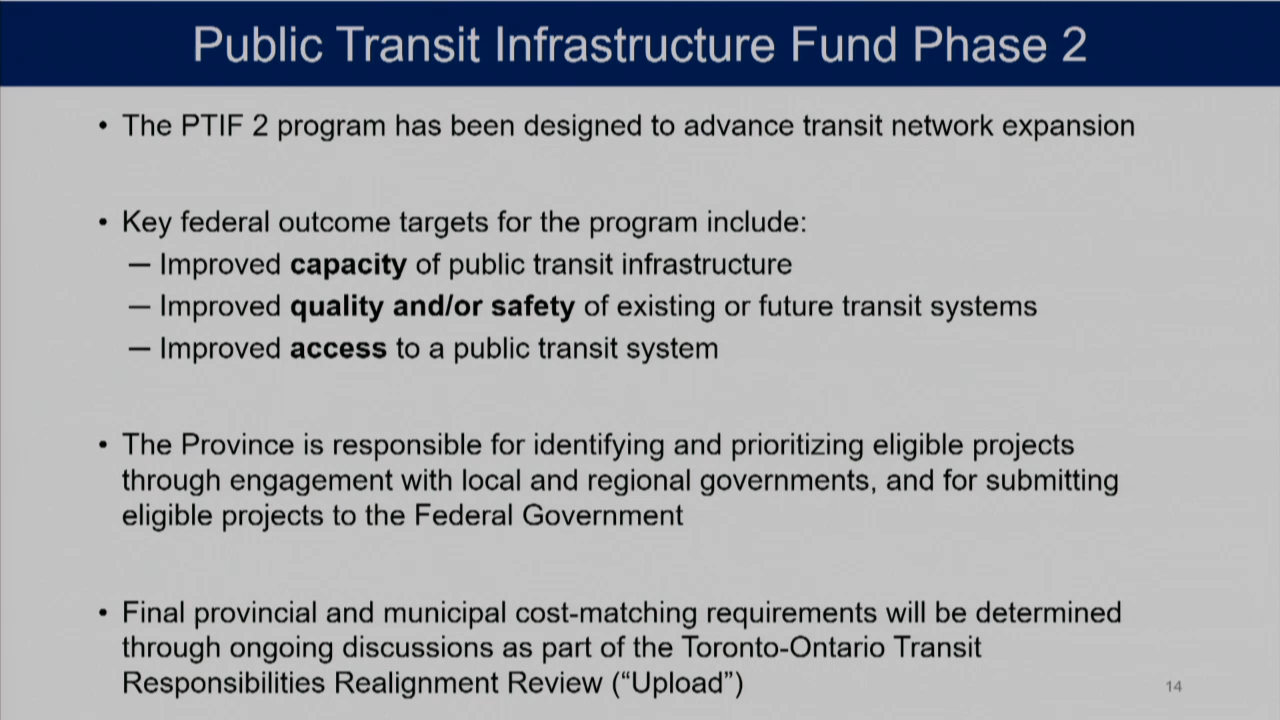 Public Transit Infrastructure Fund Phase 2
• The PTIF 2 program has been designed to advance transit network expansion
• Key federal outcome targets for the program include:
– Improved capacity of public transit infrastructure
– Improved quality and/or safety of existing or future transit systems
– Improved access to a public transit system
• The Province is responsible for identifying and prioritizing eligible projects
through engagement with local and regional governments, and for submitting
eligible projects to the Federal Government
• Final provincial and municipal cost-matching requirements will be determined
through ongoing discussions as part of the Toronto-Ontario Transit
Responsibilities Realignment Review (“Upload”)
14